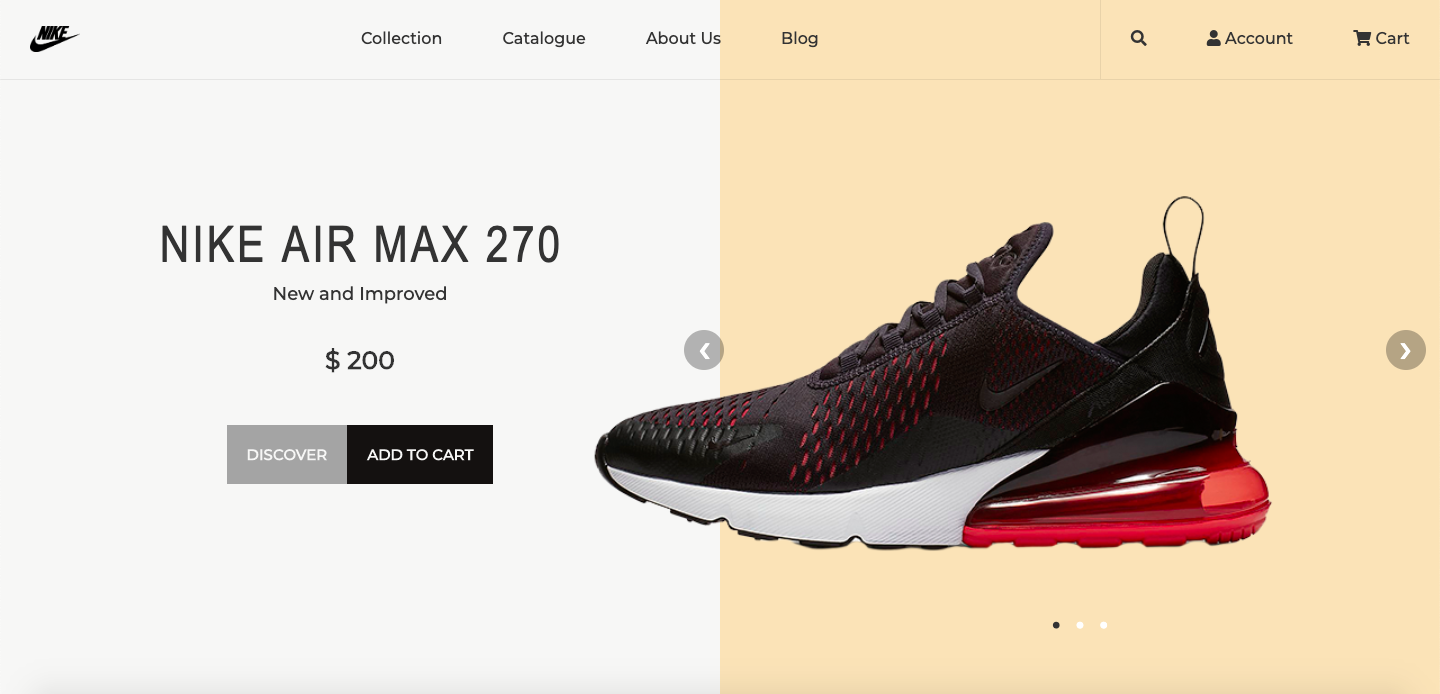 NIKE
Collection Catalogue About Us Blog
Account Cart
NIKE AIR MAX 270
New and Improved
$ 200
DISCOVER ADD TO CART